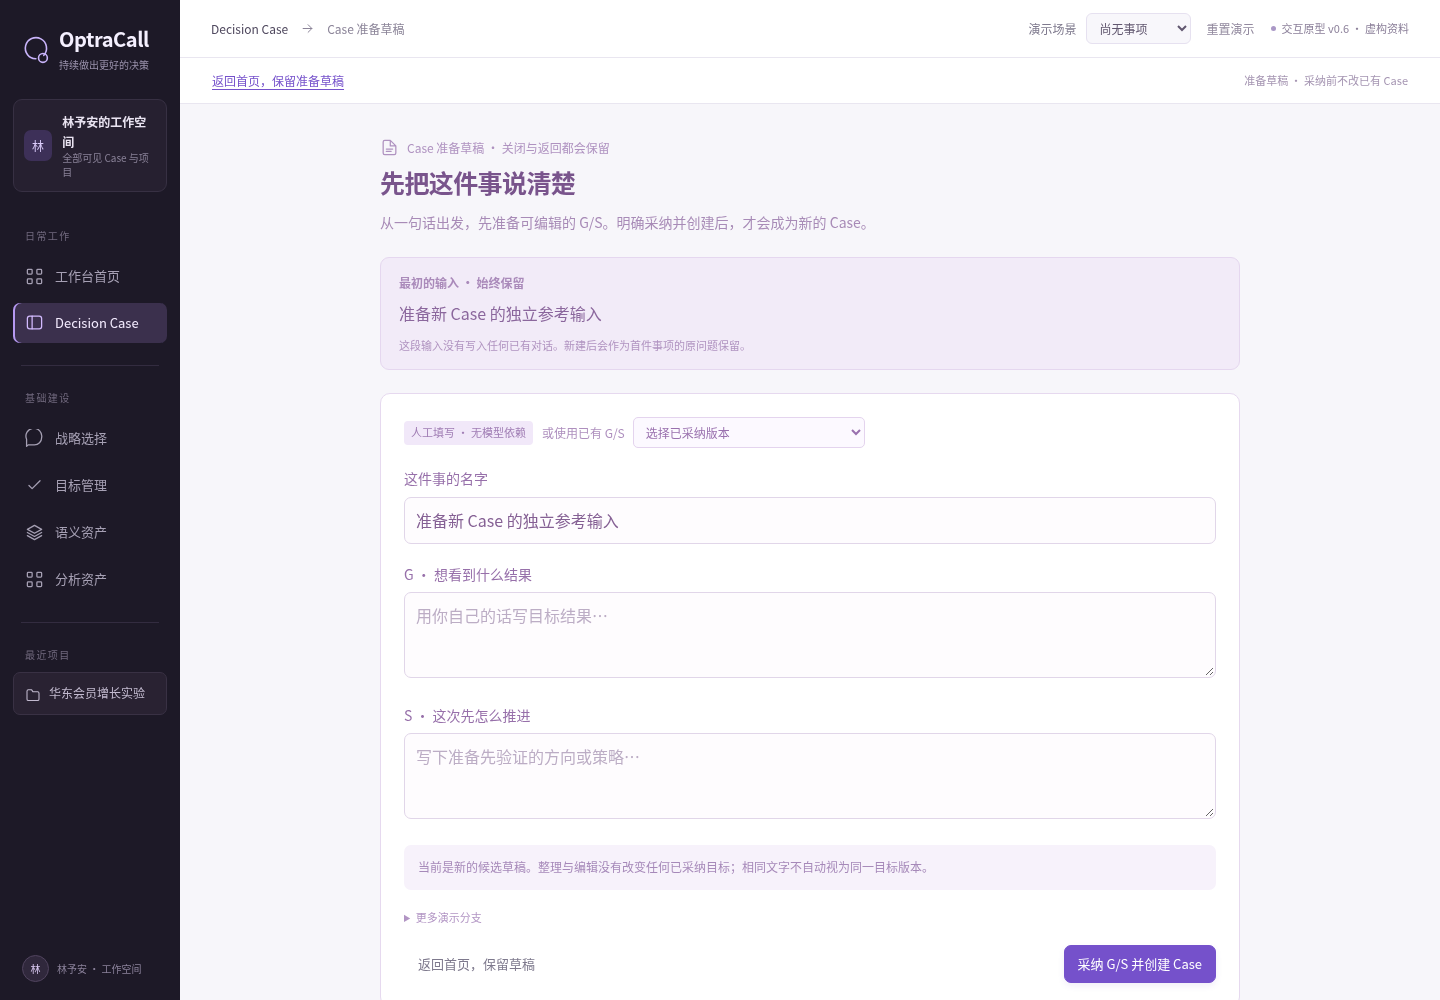 OptraCall
持续做出更好的决策
林
林予安的工作空
间
全部可见 Case 与项
目
日常工作
工作台首页
Decision Case
基础建设
战略选择
目标管理
语义资产
分析资产
最近项目
华东会员增长实验
林
林予安 · 工作空间
Decision Case → Case 准备草稿
演示场景 尚无事项 重置演示 交互原型 v0.6 · 虚构资料
返回首页，保留准备草稿
准备草稿 · 采纳前不改已有 Case
Case 准备草稿 · 关闭与返回都会保留
先把这件事说清楚
从一句话出发，先准备可编辑的 G/S。明确采纳并创建后，才会成为新的 Case。
最初的输入 · 始终保留
准备新 Case 的独立参考输入
这段输入没有写入任何已有对话。新建后会作为首件事项的原问题保留。
人工填写 · 无模型依赖 或使用已有 G/S 选择已采纳版本
这件事的名字
准备新 Case 的独立参考输入
G · 想看到什么结果
用你自己的话写目标结果…
S · 这次先怎么推进
写下准备先验证的方向或策略…
当前是新的候选草稿。整理与编辑没有改变任何已采纳目标；相同文字不自动视为同一目标版本。
更多演示分支
返回首页，保留草稿
采纳 G/S 并创建 Case